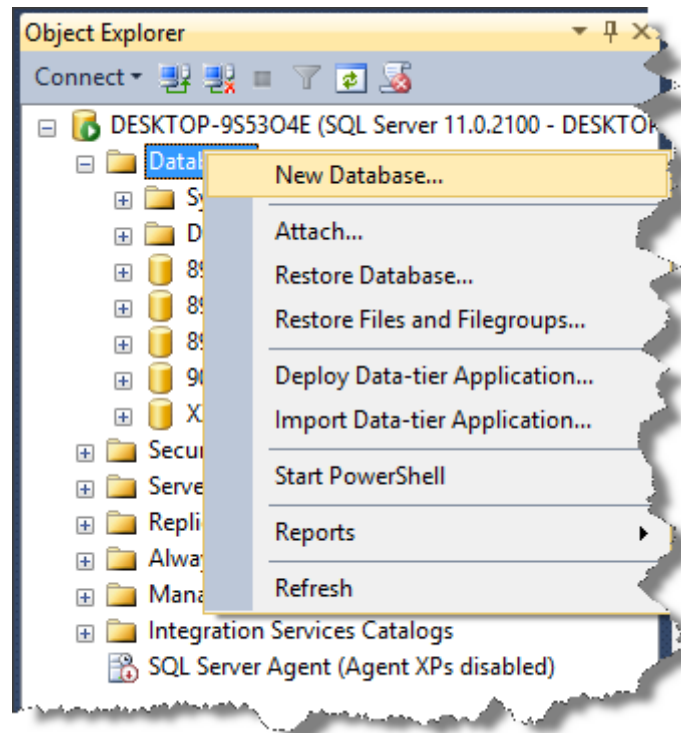 Object Explorer
Connect
DESKTOP-9S53O4E (SQL Server 11.0.2100 - DESKTOP
New Database...
Attach...
Restore Database...
Restore Files and Filegroups...
Deploy Data-tier Application...
Import Data-tier Application...
Start PowerShell
Reports
Refresh
Integration Services Catalogs
SQL Server Agent (Agent XPs disabled)